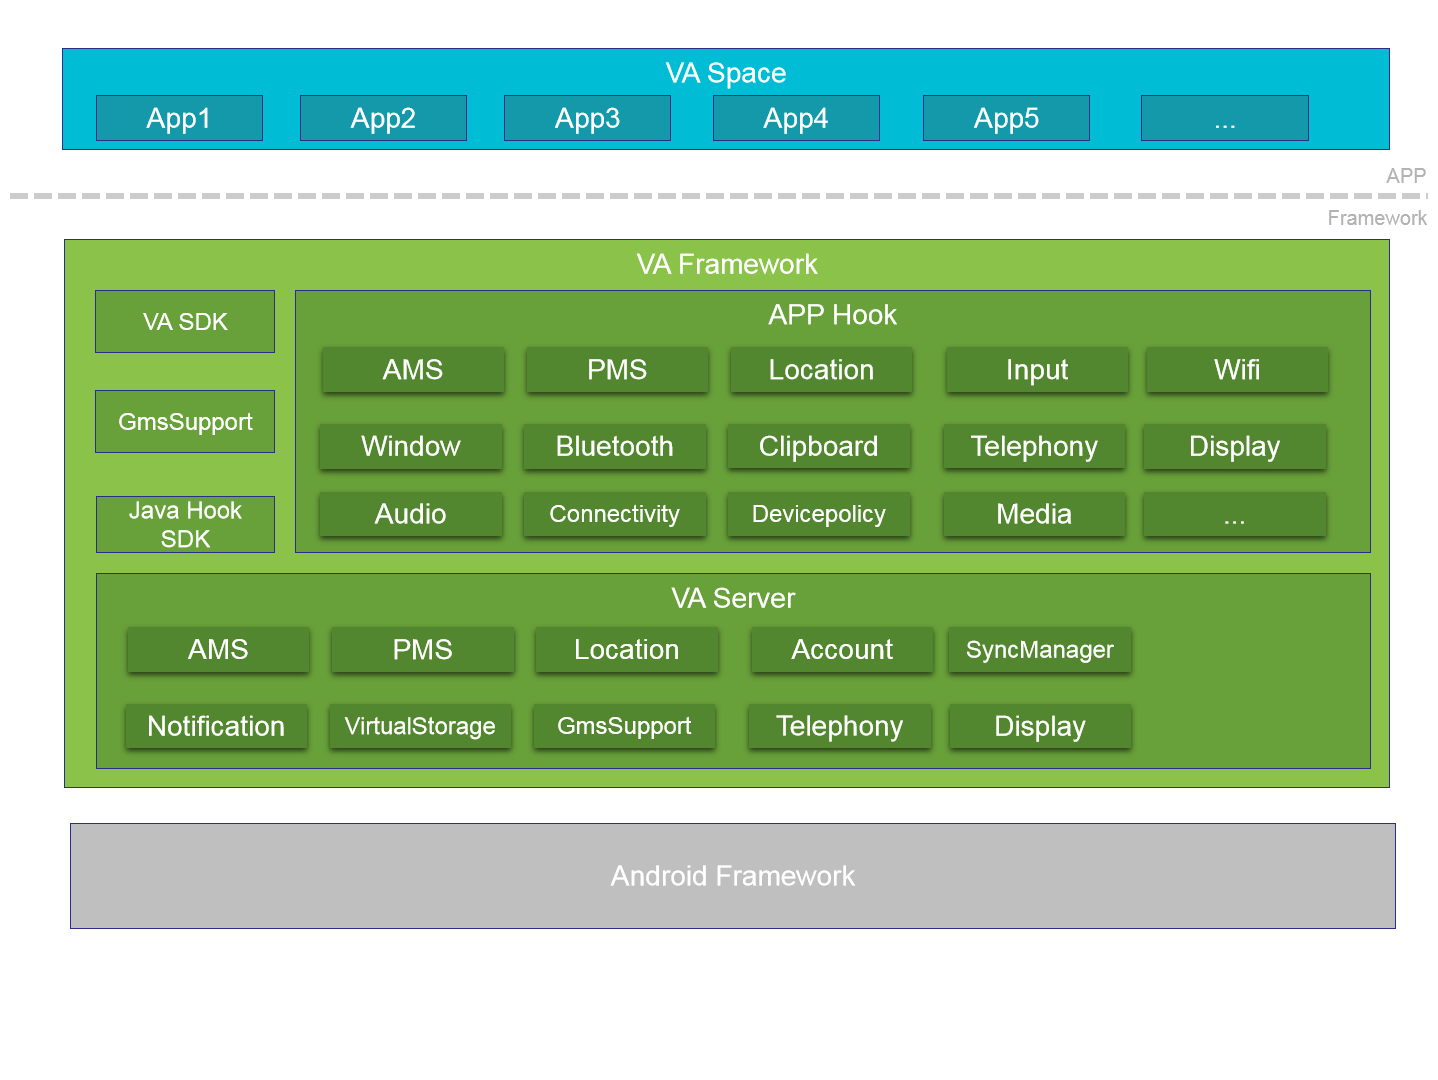 VA Space
App1 App2 App3 App4 App5 ...
APP
Framework
VA Framework
VA SDK
GmsSupport
Java Hook
SDK
APP Hook
AMS PMS Location Input Wifi
Window Bluetooth Clipboard Telephony Display
Audio Connectivity Devicepolicy Media ...
VA Server
AMS PMS Location Account SyncManager
Notification VirtualStorage GmsSupport Telephony Display
Android Framework